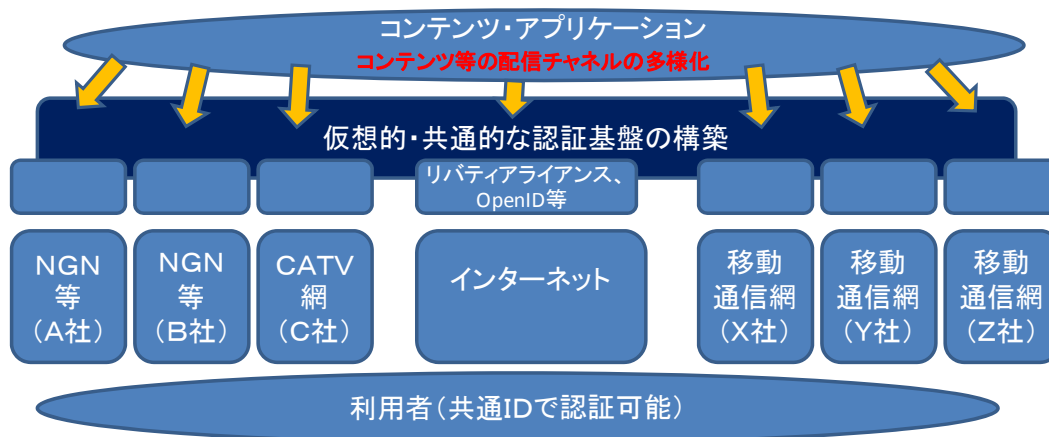 コンテンツ・アプリケーション
コンテンツ等の配信チャネルの多様化
仮想的・共通的な認証基盤の構築
リバティアライアンス、
OpenID等
NGN
等
(A社)
NGN
等
(B社)
CATV
網
(C社)
インターネット
移動
通信網
(X社)
移動
通信網
(Y社)
移動
通信網
(Z社)
利用者(共通IDで認証可能)